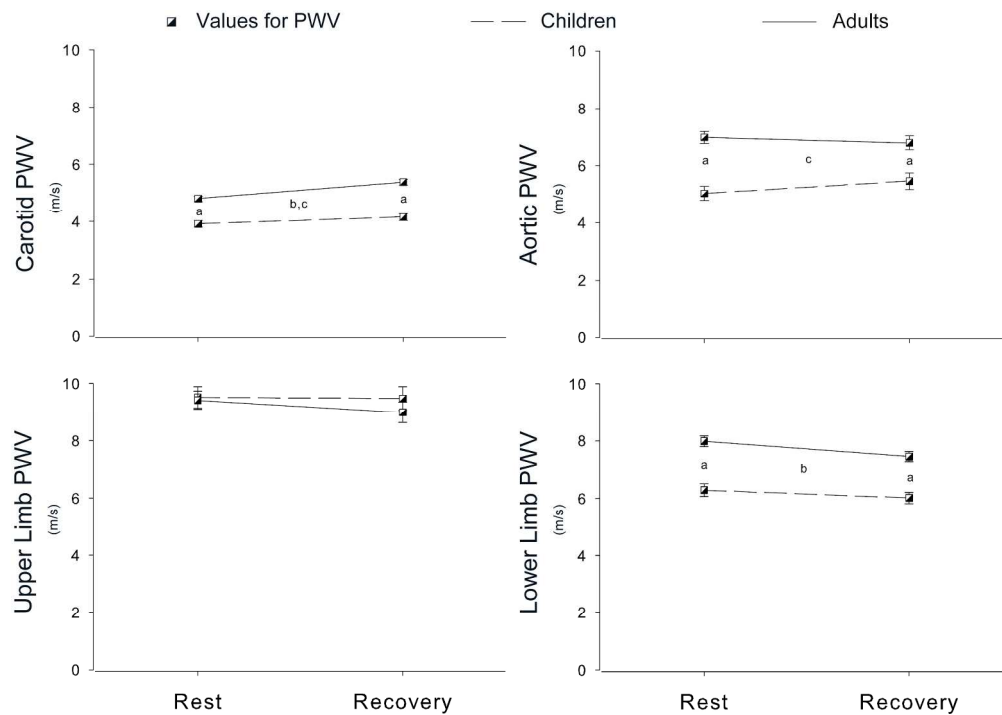 Values for PWV Children Adults
Carotid PWV
(m/s)
10
8
6
4
2
0
a
b,c
a
Aortic PWV
(m/s)
10
8
6
4
2
0
a
c
a
Upper Limb PWV
(m/s)
10
8
6
4
2
0
Rest Recovery
Lower Limb PWV
(m/s)
10
8
6
4
2
0
a
b
a
Rest Recovery